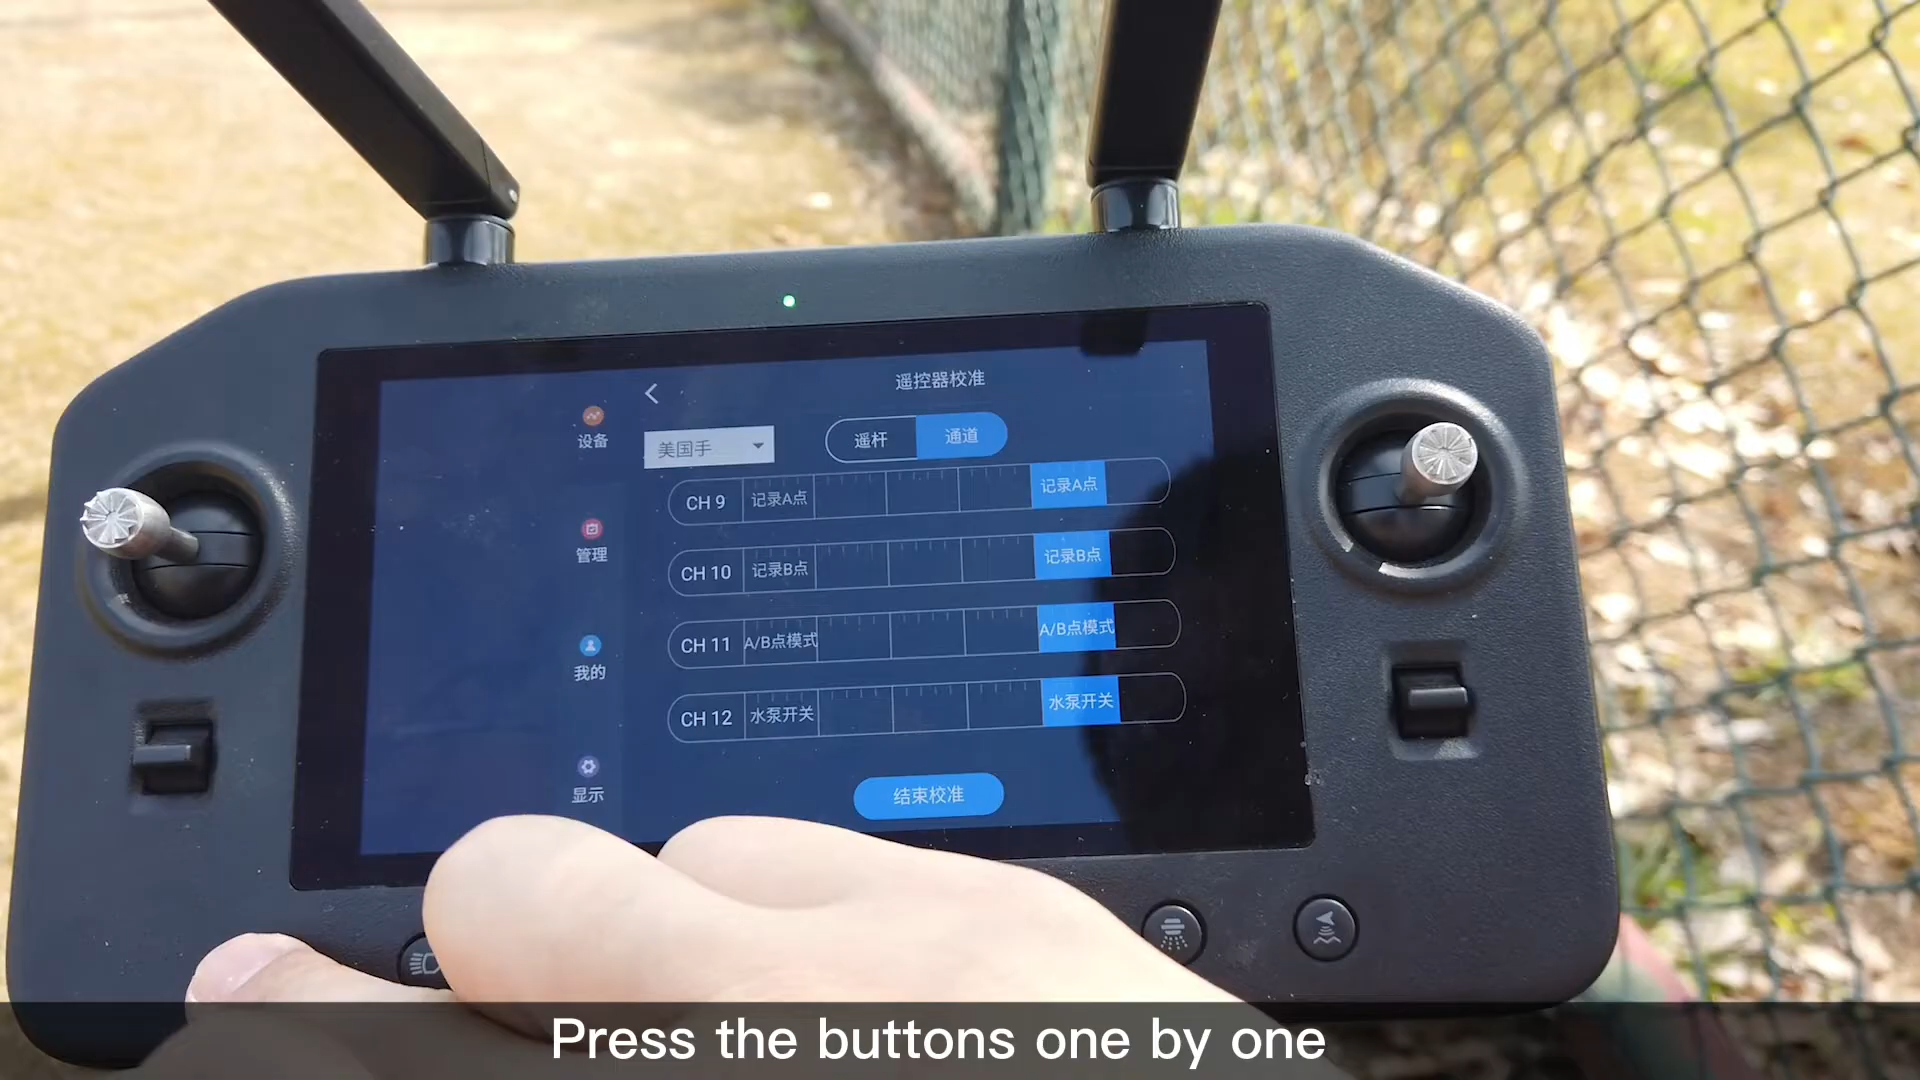 遥控器校准
美国手
遥杆 通道
设备
管理
我的
显示
CH 9 记录A点 记录A点
CH 10 记录B点 记录B点
CH 11 A/B点模式 A/B点模式
CH 12 水泵开关 水泵开关
结束校准
Press the buttons one by one